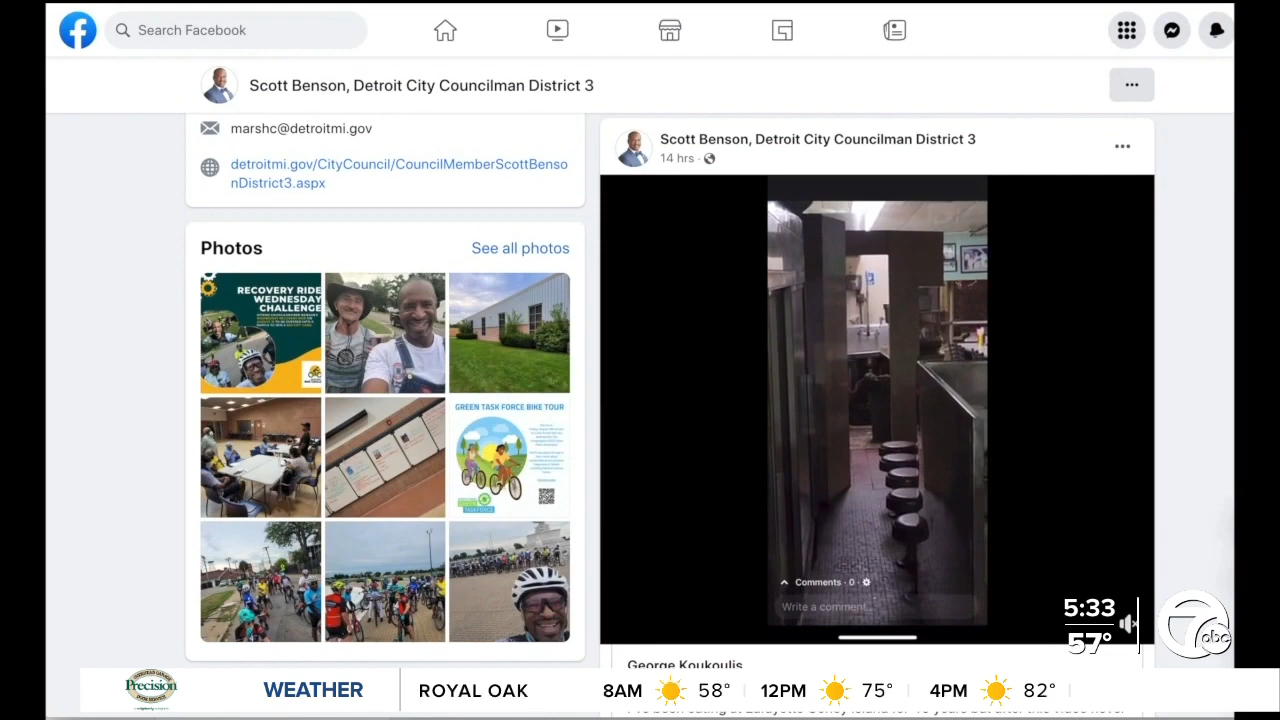 Search Facebook
Scott Benson, Detroit City Councilman District 3
marshc@detroitmi.gov
detroitmi.gov/CityCouncil/CouncilMemberScottBenso
nDistrict3.aspx
Photos
See all photos
RECOVERY RIDE
WEDNESDAY
CHALLENGE
GREEN TASK FORCE BIKE TOUR
Scott Benson, Detroit City Councilman District 3
14 hrs ·
Comments · 0 ·
Write a comment...
George Koukoulis
5:33
57°
7 abc
Precision
WEATHER
ROYAL OAK
8AM 58°
12PM 75°
4PM 82°